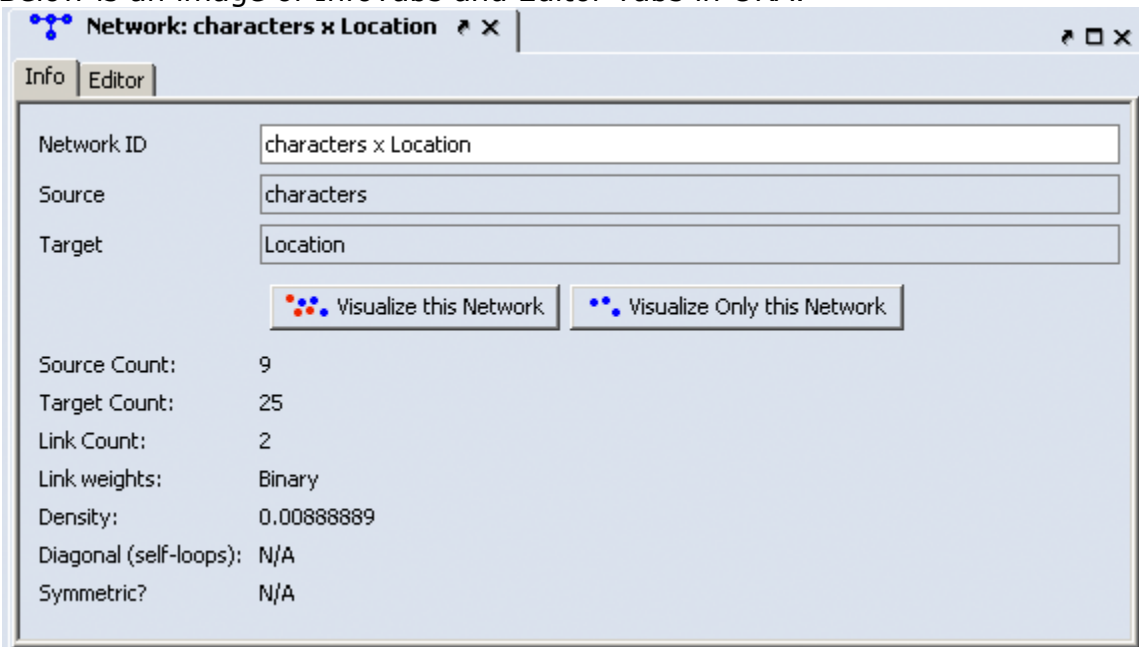 Below is an image of InfoTabs and Editor Tabs in ORA.
Network: characters x Location
Info Editor
Network ID characters x Location
Source characters
Target Location
Visualize this Network Visualize Only this Network
Source Count: 9
Target Count: 25
Link Count: 2
Link weights: Binary
Density: 0.00888889
Diagonal (self-loops): N/A
Symmetric? N/A